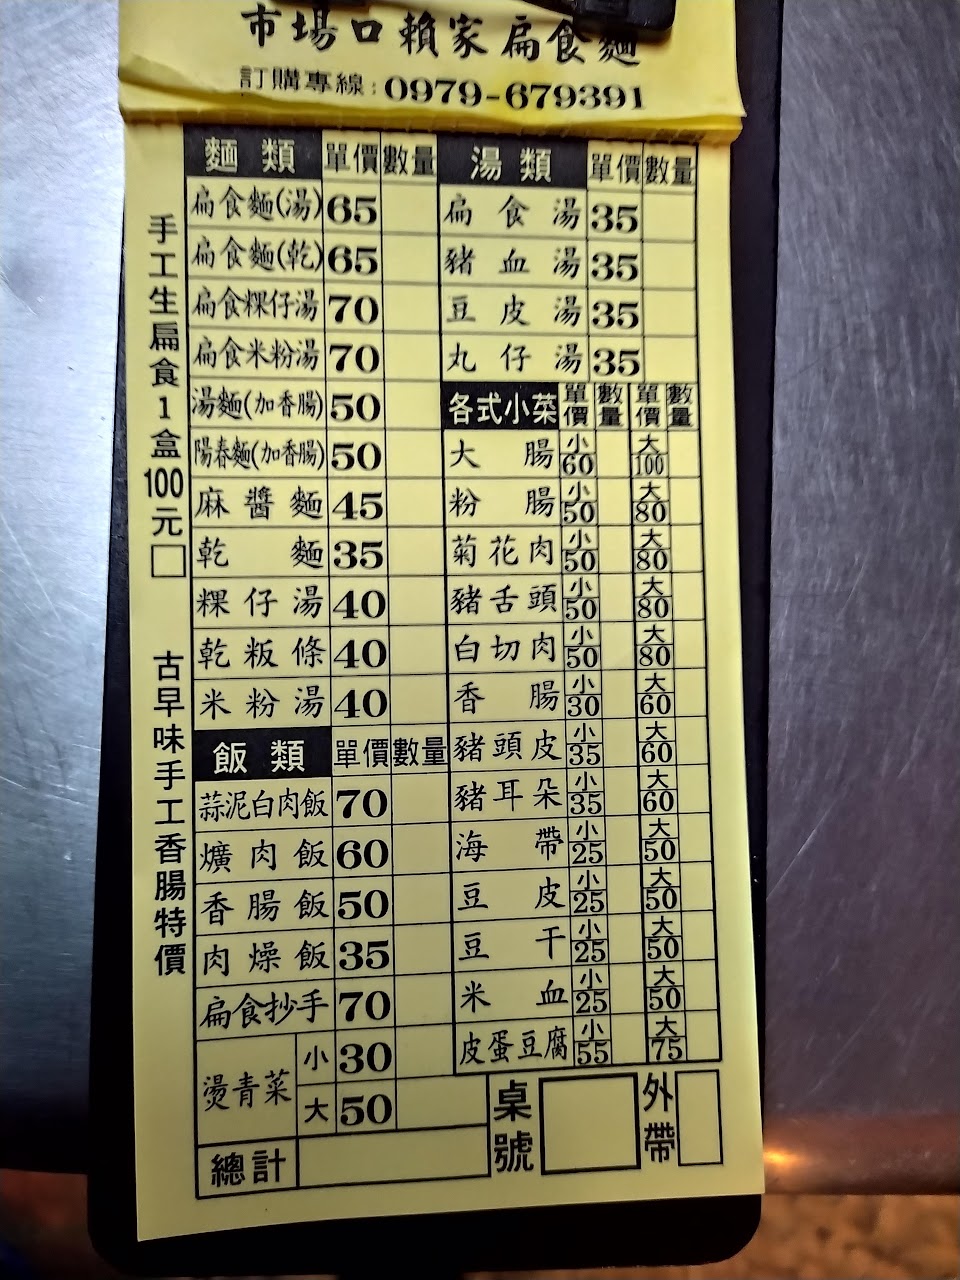 市場口賴家扁食麵
訂購專線:0979-679391
手工生扁食1盒100元□
古早味手工香腸特價
麵類 單價 數量
扁食麵(湯) 65
扁食麵(乾) 65
扁食粿仔湯 70
扁食米粉湯 70
湯麵(加香腸) 50
陽春麵(加香腸) 50
麻醬麵 45
乾麵 35
粿仔湯 40
乾粄條 40
米粉湯 40
飯類 單價 數量
蒜泥白肉飯 70
爌肉飯 60
香腸飯 50
肉燥飯 35
扁食抄手 70
燙青菜 小 30
大 50
總計
湯類 單價 數量
扁食湯 35
豬血湯 35
豆皮湯 35
丸仔湯 35
各式小菜 單價 數量 單價 數量
大腸 小60 大100
粉腸 小50 大80
菊花肉 小50 大80
豬舌頭 小50 大80
白切肉 小50 大80
香腸 小30 大60
豬頭皮 小35 大60
豬耳朵 小35 大60
海帶 小25 大50
豆皮 小25 大50
豆干 小25 大50
米血 小25 大50
皮蛋豆腐 小55 大75
桌號
外帶